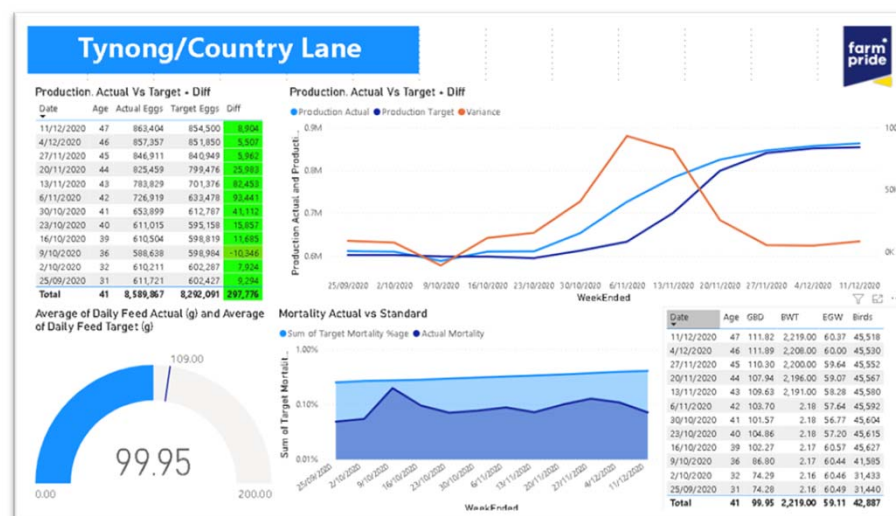 Tynong/Country Lane
farm
pride
Production. Actual Vs Target + Diff
Date Age Actual Eggs Target Eggs Diff
11/12/2020 47 863,404 854,500 8,904
4/12/2020 46 857,357 851,850 5,507
27/11/2020 45 846,911 840,949 5,962
20/11/2020 44 825,459 799,476 25,983
13/11/2020 43 783,829 701,376 82,453
6/11/2020 42 726,919 633,478 93,441
30/10/2020 41 653,899 612,787 41,112
23/10/2020 40 611,015 595,158 15,857
16/10/2020 39 610,504 598,819 11,685
9/10/2020 36 588,638 598,984 -10,346
2/10/2020 32 610,211 602,287 7,924
25/09/2020 31 611,721 602,427 9,294
Total 41 8,589,867 8,292,091 297,776
Production. Actual Vs Target + Diff
Production Actual Production Target Variance
Production Actual and Producti...
0.9M
0.8M
0.7M
0.6M
100
50K
0K
25/09/2020 2/10/2020 9/10/2020 16/10/2020 23/10/2020 30/10/2020 6/11/2020 13/11/2020 20/11/2020 27/11/2020 4/12/2020 11/12/2020
WeekEnded
Average of Daily Feed Actual (g) and Average
of Daily Feed Target (g)
109.00
99.95
0.00
200.00
Mortality Actual vs Standard
Sum of Target Mortality %age Actual Mortality
Sum of Target Mortalit...
1.00%
0.10%
0.01%
25/09/2020 2/10/2020 9/10/2020 16/10/2020 23/10/2020 30/10/2020 6/11/2020 13/11/2020 20/11/2020 27/11/2020 4/12/2020 11/12/2020
WeekEnded
Date Age GBD BWT EGW Birds
11/12/2020 47 111.82 2,219.00 60.37 45,518
4/12/2020 46 111.89 2,208.00 60.00 45,530
27/11/2020 45 110.30 2,200.00 59.64 45,552
20/11/2020 44 107.94 2,196.00 59.07 45,567
13/11/2020 43 109.63 2,191.00 58.28 45,580
6/11/2020 42 103.70 2.18 57.64 45,592
30/10/2020 41 101.57 2.18 56.77 45,604
23/10/2020 40 104.86 2.18 57.20 45,615
16/10/2020 39 102.27 2.17 60.57 45,627
9/10/2020 36 86.80 2.17 60.44 41,585
2/10/2020 32 74.29 2.16 60.46 31,433
25/09/2020 31 74.28 2.16 60.49 31,440
Total 41 99.95 2,219.00 59.11 42,887